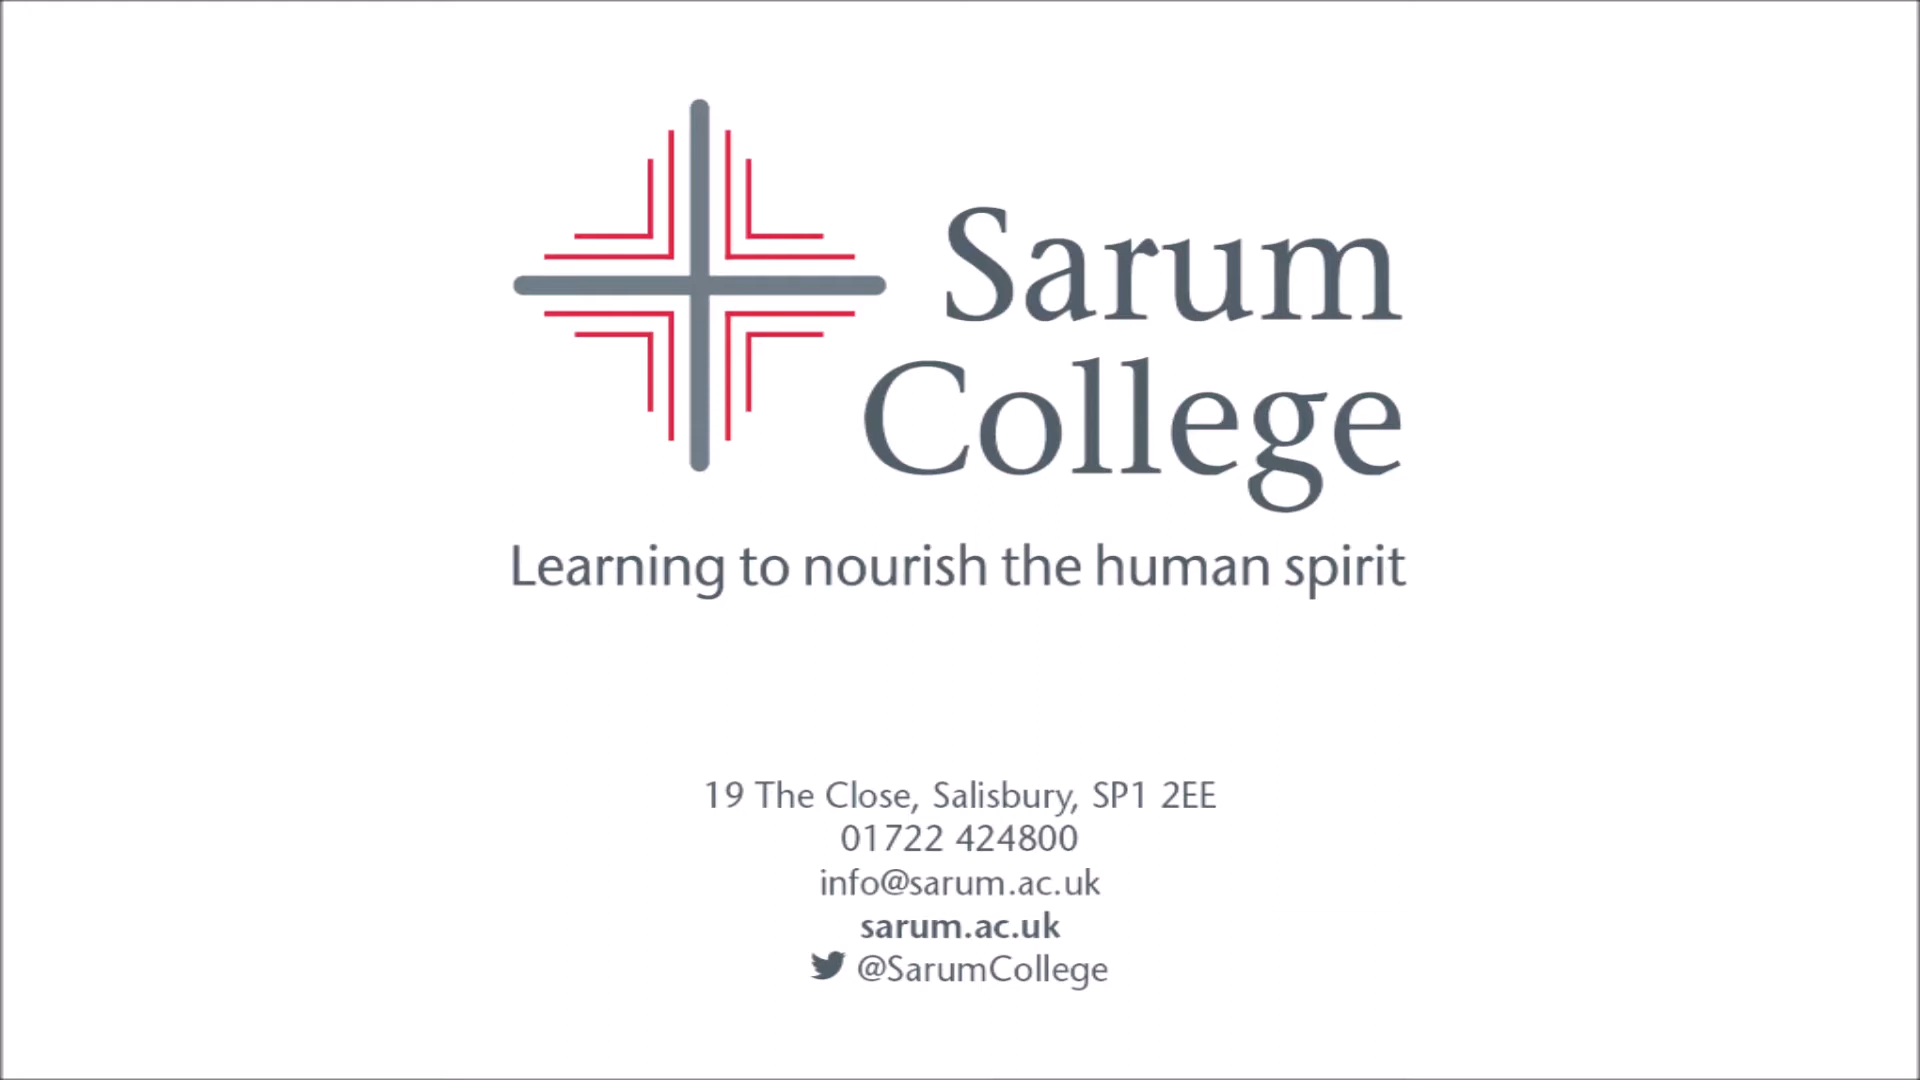 Sarum
College
Learning to nourish the human spirit
19 The Close, Salisbury, SP1 2EE
01722 424800
info@sarum.ac.uk
sarum.ac.uk
@SarumCollege